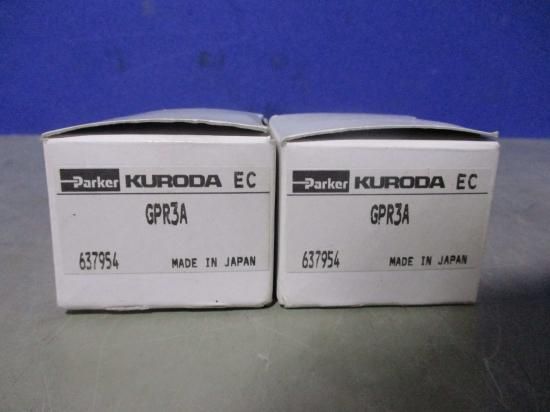 Parker KURODA EC
GPR3A
637954 MADE IN JAPAN
Parker KURODA EC
GPR3A
637954 MADE IN JAPAN